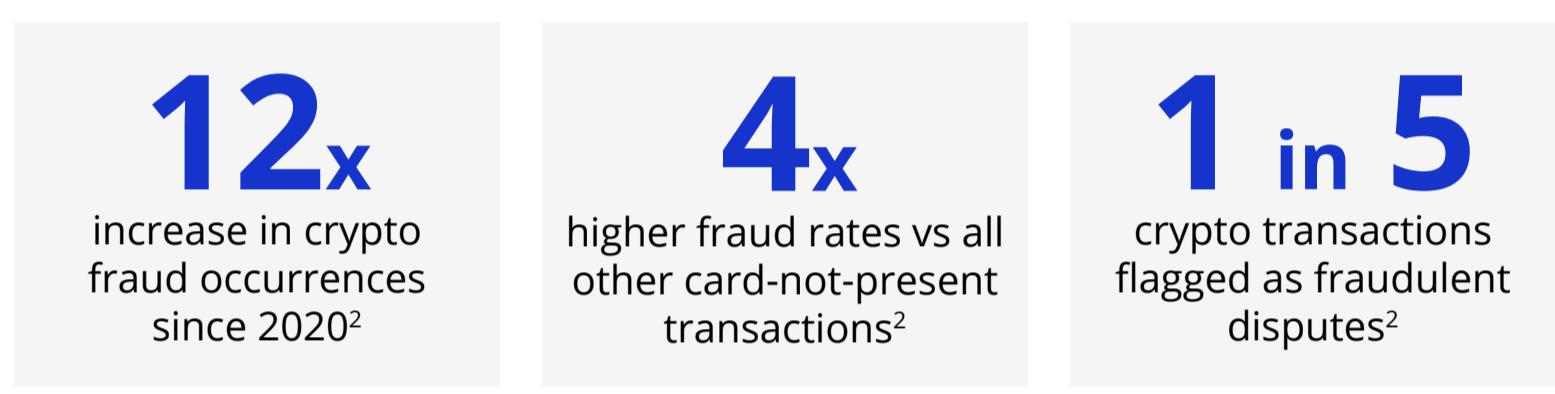 12x
increase in crypto
fraud occurrences
since 2020²
4x
higher fraud rates vs all
other card-not-present
transactions²
1 in 5
crypto transactions
flagged as fraudulent
disputes²